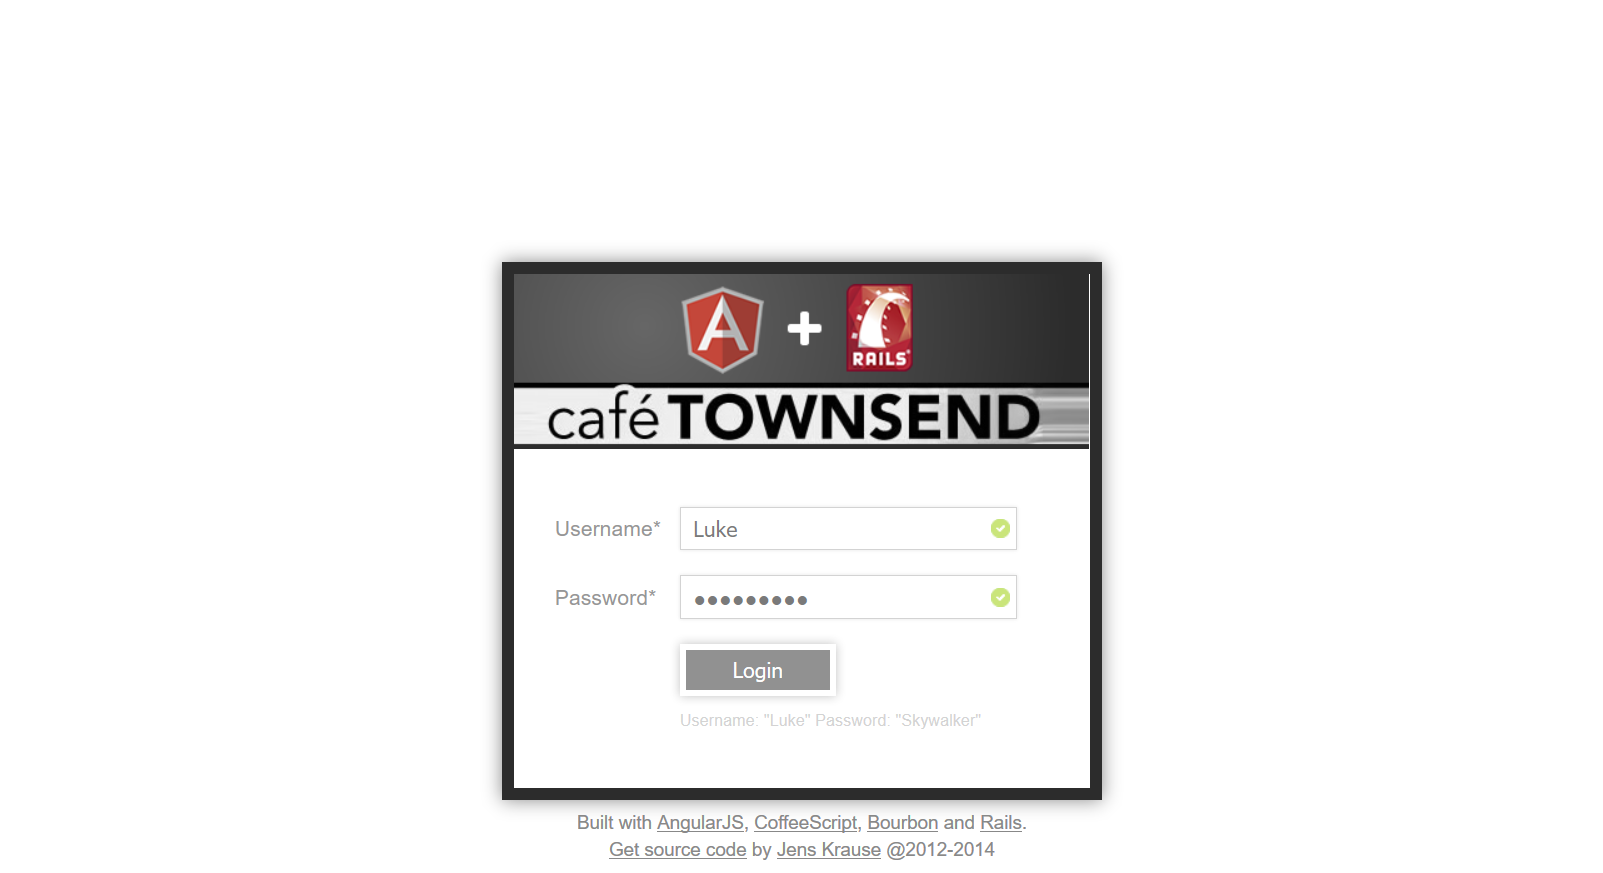 A
RAILS
café TOWNSEND
Username* Luke
Password* ●●●●●●●●●
Login
Username: "Luke" Password: "Skywalker"
Built with AngularJS, CoffeeScript, Bourbon and Rails.
Get source code by Jens Krause @2012-2014